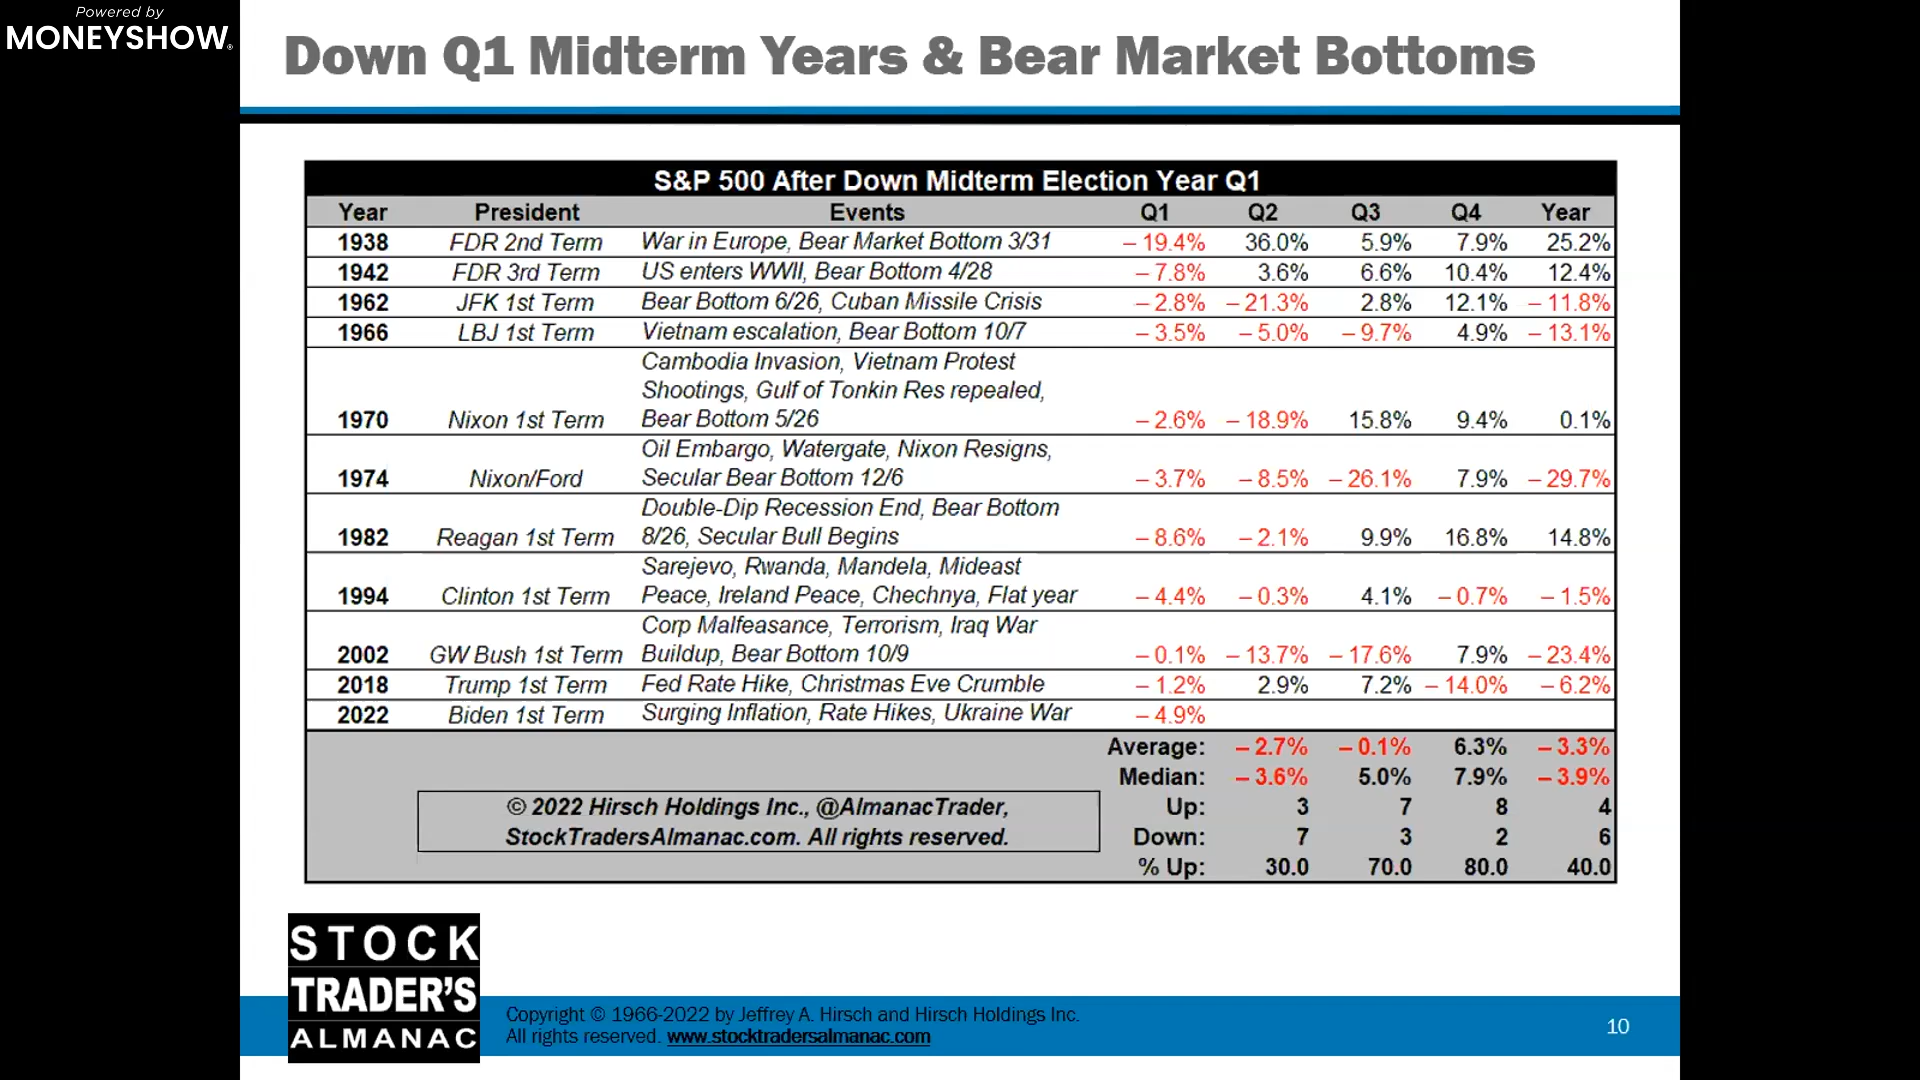 Powered by
MONEYSHOW®
Down Q1 Midterm Years & Bear Market Bottoms
S&P 500 After Down Midterm Election Year Q1
Year President Events Q1 Q2 Q3 Q4 Year
1938 FDR 2nd Term War in Europe, Bear Market Bottom 3/31 – 19.4% 36.0% 5.9% 7.9% 25.2%
1942 FDR 3rd Term US enters WWII, Bear Bottom 4/28 – 7.8% 3.6% 6.6% 10.4% 12.4%
1962 JFK 1st Term Bear Bottom 6/26, Cuban Missile Crisis – 2.8% – 21.3% 2.8% 12.1% – 11.8%
1966 LBJ 1st Term Vietnam escalation, Bear Bottom 10/7 – 3.5% – 5.0% – 9.7% 4.9% – 13.1%
Cambodia Invasion, Vietnam Protest
Shootings, Gulf of Tonkin Res repealed,
1970 Nixon 1st Term Bear Bottom 5/26 – 2.6% – 18.9% 15.8% 9.4% 0.1%
Oil Embargo, Watergate, Nixon Resigns,
1974 Nixon/Ford Secular Bear Bottom 12/6 – 3.7% – 8.5% – 26.1% 7.9% – 29.7%
Double-Dip Recession End, Bear Bottom
1982 Reagan 1st Term 8/26, Secular Bull Begins – 8.6% – 2.1% 9.9% 16.8% 14.8%
Sarejevo, Rwanda, Mandela, Mideast
1994 Clinton 1st Term Peace, Ireland Peace, Chechnya, Flat year – 4.4% – 0.3% 4.1% – 0.7% – 1.5%
Corp Malfeasance, Terrorism, Iraq War
2002 GW Bush 1st Term Buildup, Bear Bottom 10/9 – 0.1% – 13.7% – 17.6% 7.9% – 23.4%
2018 Trump 1st Term Fed Rate Hike, Christmas Eve Crumble – 1.2% 2.9% 7.2% – 14.0% – 6.2%
2022 Biden 1st Term Surging Inflation, Rate Hikes, Ukraine War – 4.9%
Average: – 2.7% – 0.1% 6.3% – 3.3%
Median: – 3.6% 5.0% 7.9% – 3.9%
© 2022 Hirsch Holdings Inc., @AlmanacTrader, Up: 3 7 8 4
StockTradersAlmanac.com. All rights reserved. Down: 7 3 2 6
% Up: 30.0 70.0 80.0 40.0
STOCK
TRADER'S
ALMANAC
Copyright © 1966-2022 by Jeffrey A. Hirsch and Hirsch Holdings Inc.
All rights reserved. www.stocktradersalmanac.com
10